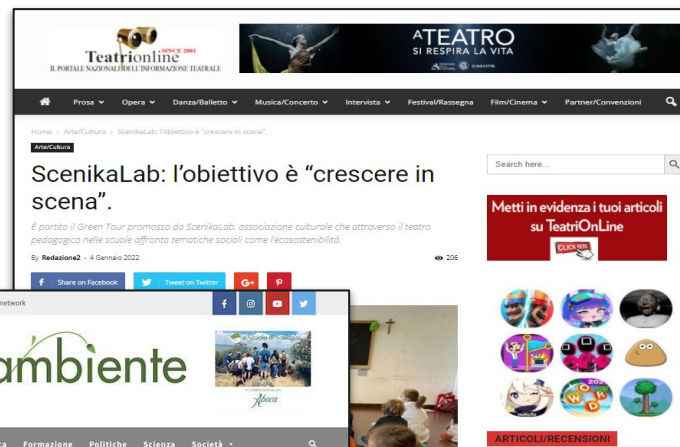 Teatrionline
SINCE 2001
IL PORTALE NAZIONALE DELL'INFORMAZIONE TEATRALE
ATEATRO
SI RESPIRA LA VITA
Prosa Opera Danza/Balletto Musica/Concerto Intervista Festival/Rassegna Film/Cinema Partner/Convenzioni
Home › Arte/Cultura › ScenikaLab: l'obiettivo è "crescere in scena".
Arte/Cultura
ScenikaLab: l'obiettivo è "crescere in
scena".
È partito il Green Tour promosso da ScenikaLab, associazione culturale che attraverso il teatro
pedagogico nelle scuole affronta tematiche sociali come l'ecosostenibilità.
By Redazione2 - 4 Gennaio 2022
206
f Share on Facebook
Tweet on Twitter
G+
Search here...
Metti in evidenza i tuoi articoli
su TeatriOnLine
CLICK HERE
WORD
ARTICOLI/RECENSIONI
network
f
ambiente
Aboca
ca Formazione Politiche Scienza Società